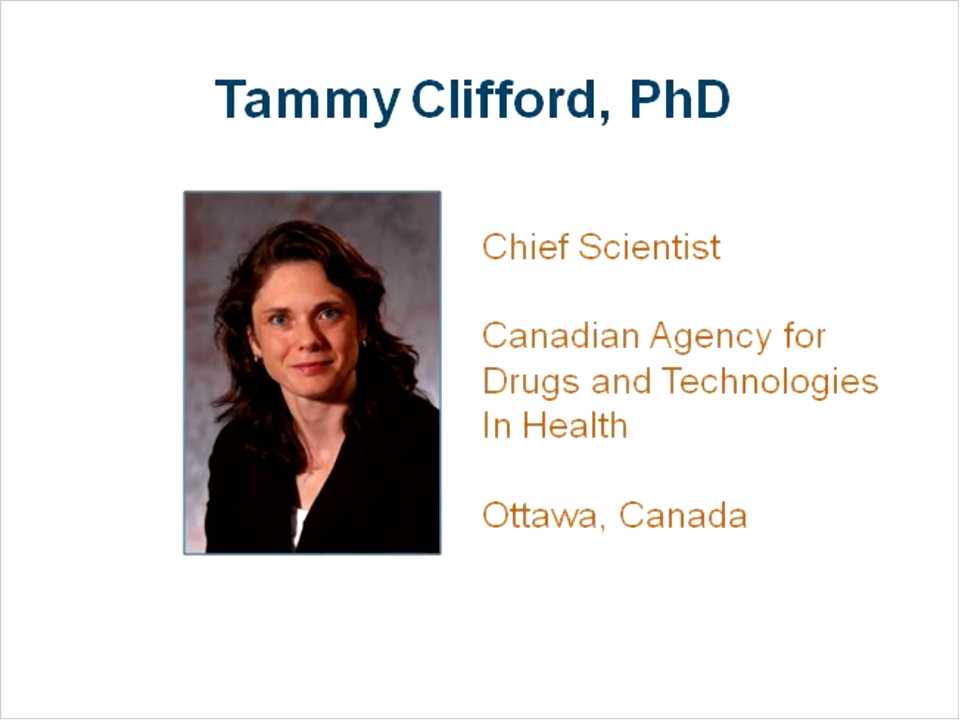 Tammy Clifford, PhD
Chief Scientist
Canadian Agency for
Drugs and Technologies
In Health
Ottawa, Canada